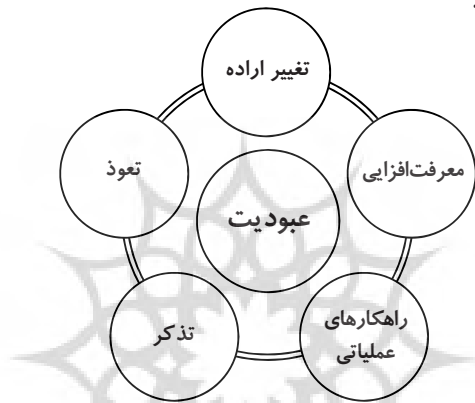 تغییر اراده
معرفت‌افزایی
تعوذ
عبودیت
راهکارهای
عملیاتی
تذکر